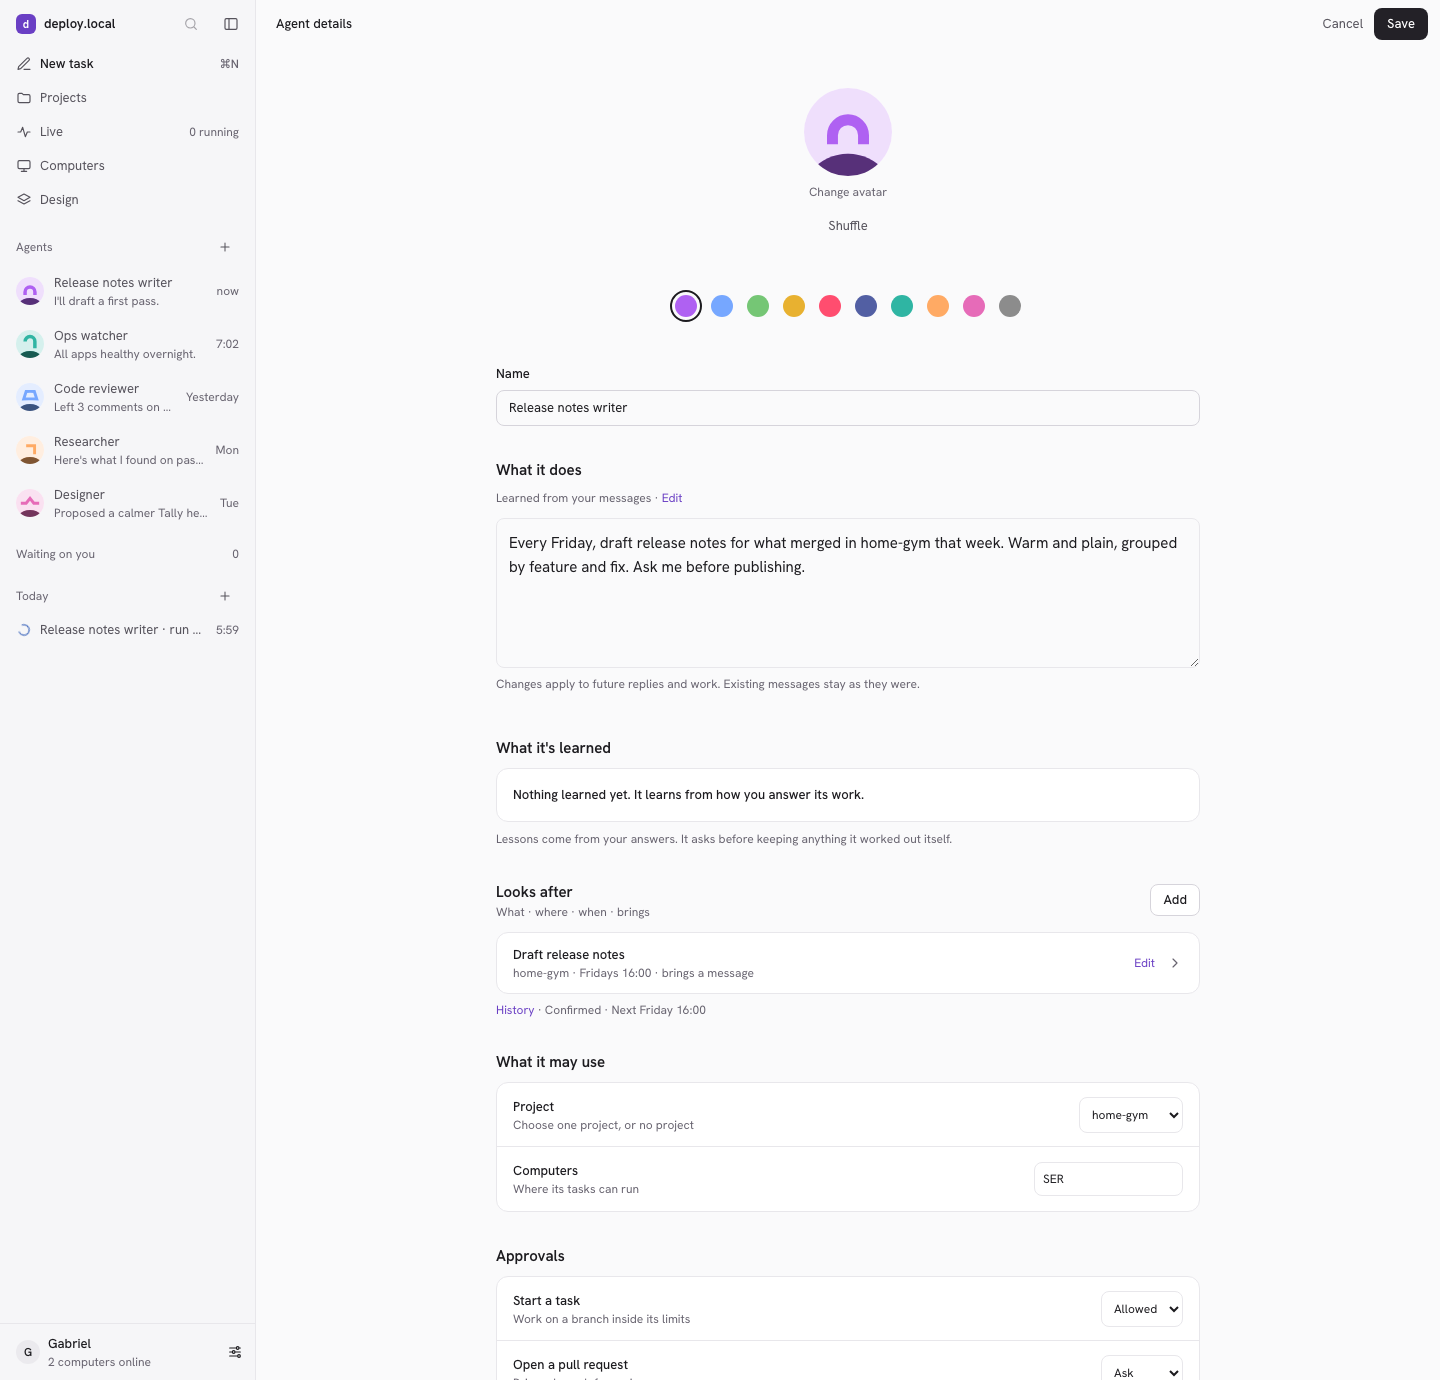 d deploy.local
New task ⌘N
Projects
Live 0 running
Computers
Design
Agents
Release notes writer
I'll draft a first pass. now
Ops watcher
All apps healthy overnight. 7:02
Code reviewer
Left 3 comments on ... Yesterday
Researcher
Here's what I found on pas... Mon
Designer
Proposed a calmer Tally he... Tue
Waiting on you 0
Today
Release notes writer · run ... 5:59
G Gabriel
2 computers online
Agent details
Cancel Save
Change avatar
Shuffle
Name
Release notes writer
What it does
Learned from your messages · Edit
Every Friday, draft release notes for what merged in home-gym that week. Warm and plain, grouped
by feature and fix. Ask me before publishing.
Changes apply to future replies and work. Existing messages stay as they were.
What it's learned
Nothing learned yet. It learns from how you answer its work.
Lessons come from your answers. It asks before keeping anything it worked out itself.
Looks after
What · where · when · brings
Add
Draft release notes
home-gym · Fridays 16:00 · brings a message
Edit
History · Confirmed · Next Friday 16:00
What it may use
Project
Choose one project, or no project
home-gym
Computers
Where its tasks can run
SER
Approvals
Start a task
Work on a branch inside its limits
Allowed
Open a pull request
Ask